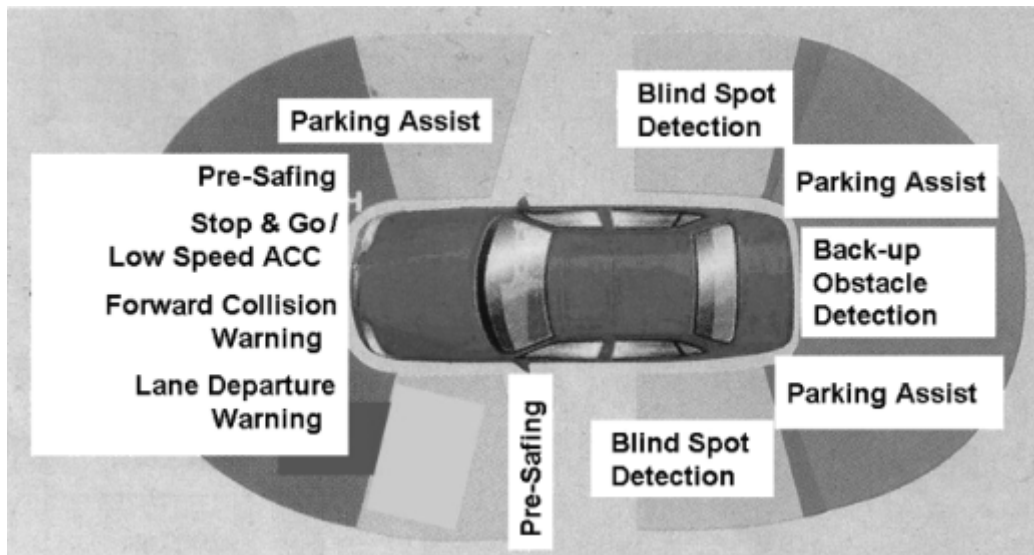 Parking Assist
Pre-Safing
Stop & Go /
Low Speed ACC
Forward Collision
Warning
Lane Departure
Warning
Pre-Safing
Blind Spot
Detection
Parking Assist
Back-up
Obstacle
Detection
Parking Assist
Blind Spot
Detection